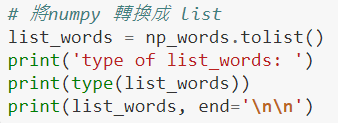 # 將numpy 轉換成 list
list_words = np_words.tolist()
print('type of list_words: ')
print(type(list_words))
print(list_words, end='\n\n')